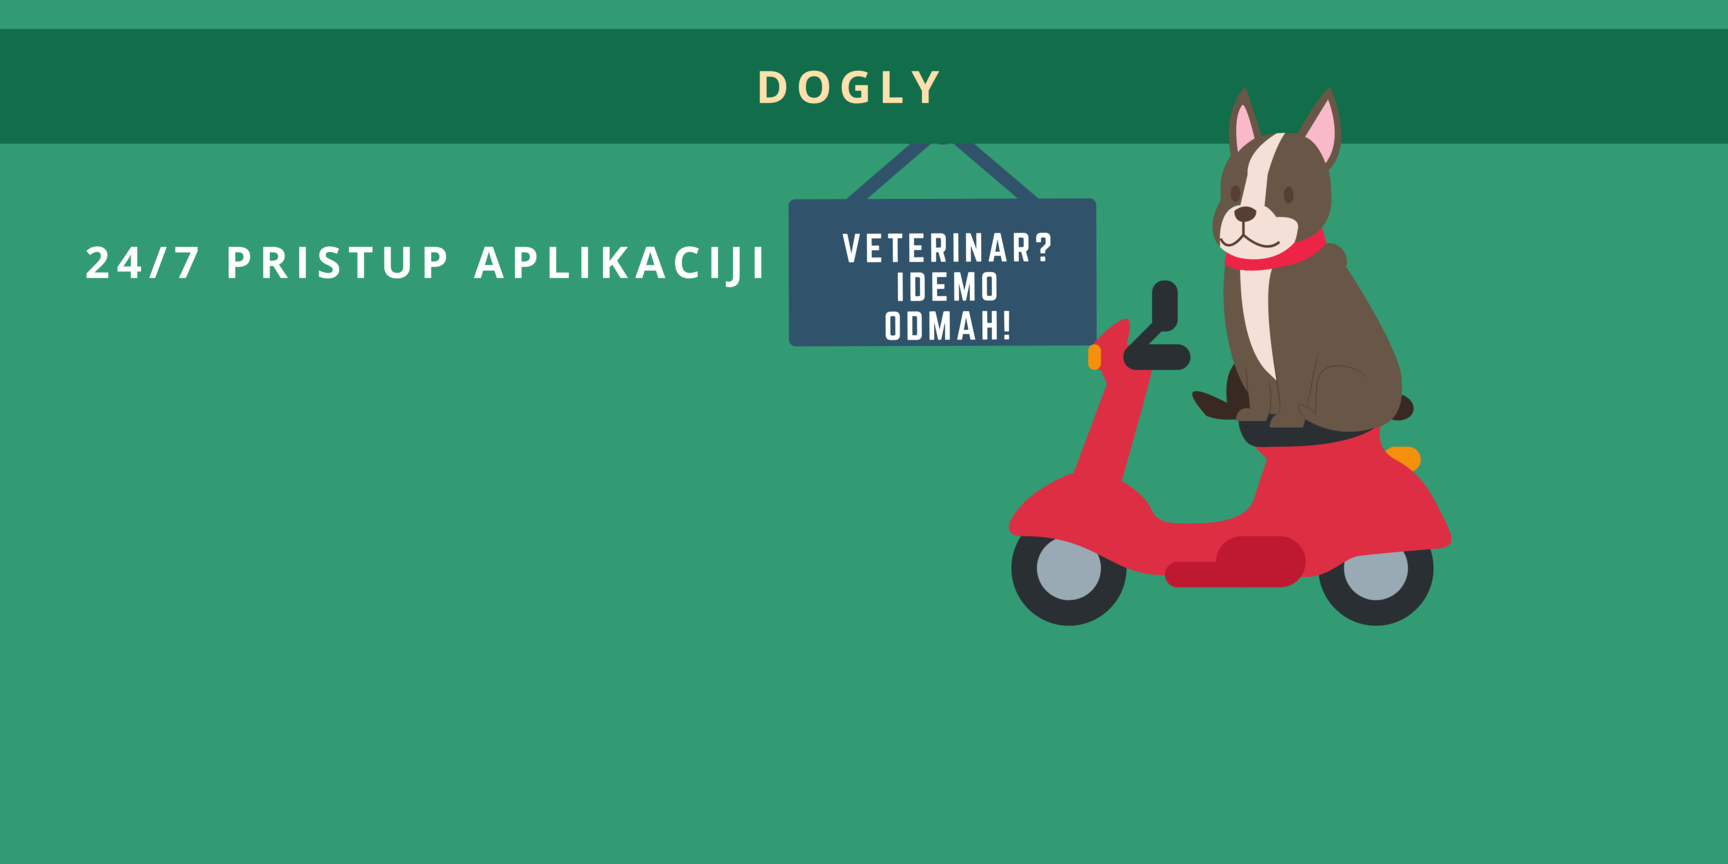 DOGLY
24/7 PRISTUP APLIKACIJI
VETERINAR?
IDEMO
ODMAH!